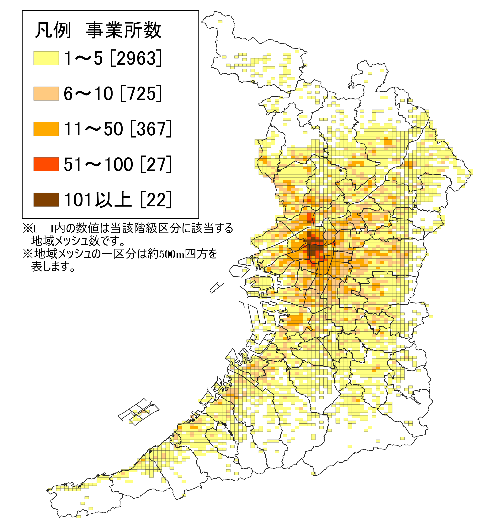 凡例 事業所数
1～5 [2963]
6～10 [725]
11～50 [367]
51～100 [27]
101以上 [22]
※[ ]内の数値は当該階級区分に該当する
地域メッシュ数です。
※地域メッシュの一区分は約500m四方を
表します。